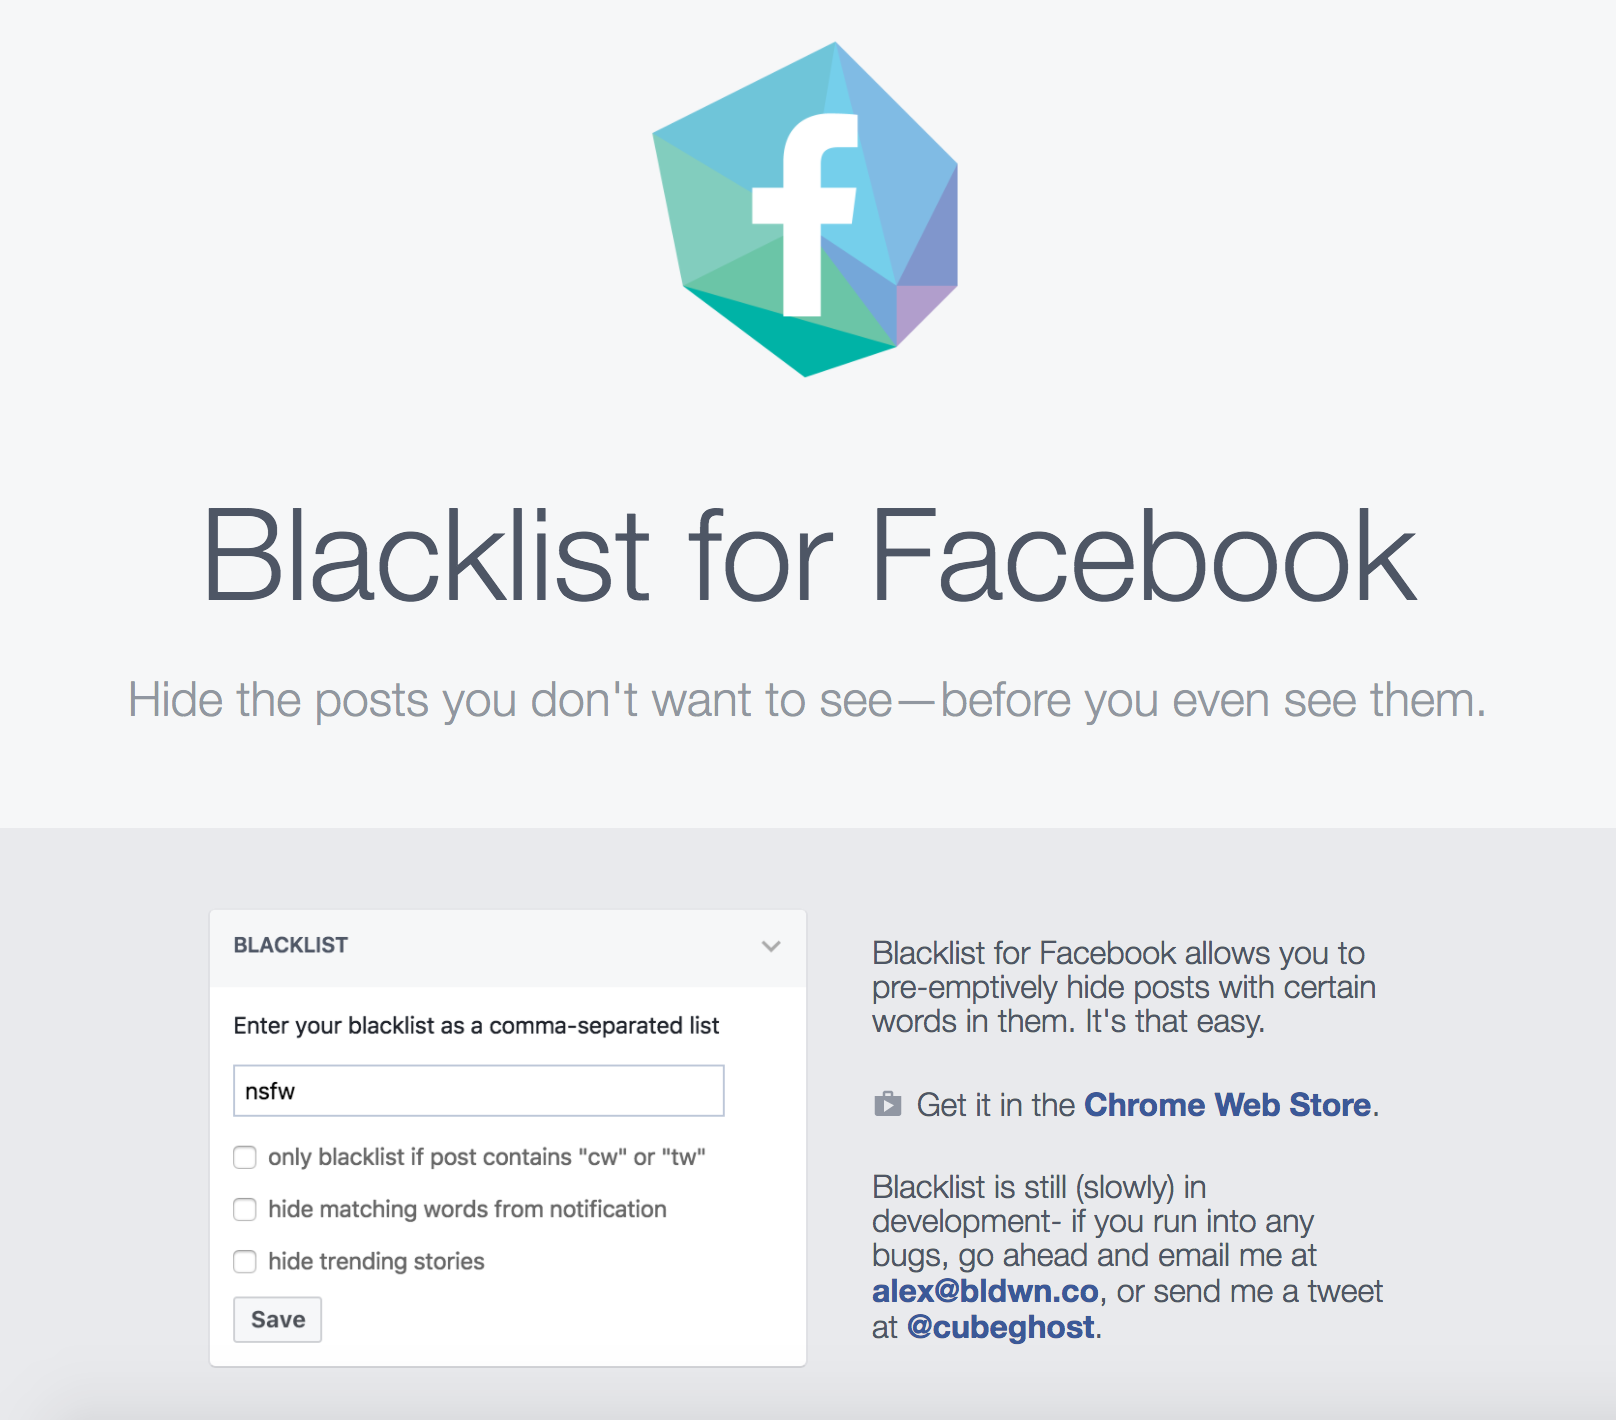 f
Blacklist for Facebook
Hide the posts you don't want to see—before you even see them.
BLACKLIST
Enter your blacklist as a comma-separated list
nsfw
only blacklist if post contains "cw" or "tw"
hide matching words from notification
hide trending stories
Save
Blacklist for Facebook allows you to
pre-emptively hide posts with certain
words in them. It's that easy.
Get it in the Chrome Web Store.
Blacklist is still (slowly) in
development- if you run into any
bugs, go ahead and email me at
alex@bldwn.co, or send me a tweet
at @cubeghost.